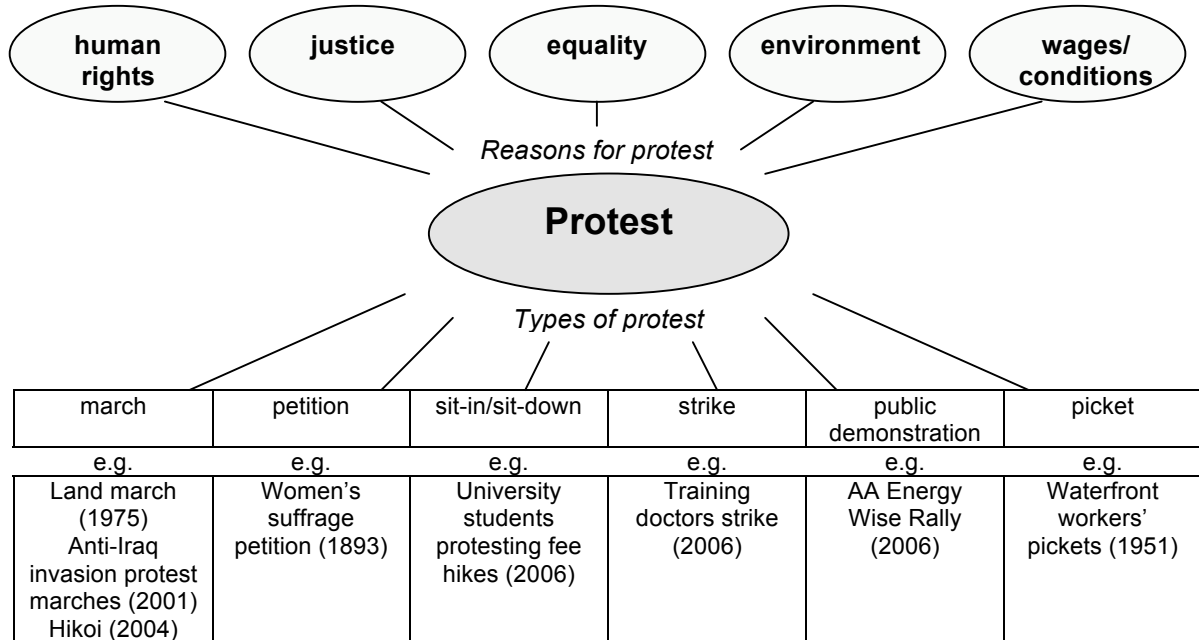 human
rights
justice
equality
environment
wages/
conditions
Reasons for protest
Protest
Types of protest
march
petition
sit-in/sit-down
strike
public
demonstration
picket
e.g.
e.g.
e.g.
e.g.
e.g.
e.g.
Land march
(1975)
Anti-Iraq
invasion protest
marches (2001)
Hikoi (2004)
Women's
suffrage
petition (1893)
University
students
protesting fee
hikes (2006)
Training
doctors strike
(2006)
AA Energy
Wise Rally
(2006)
Waterfront
workers'
pickets (1951)